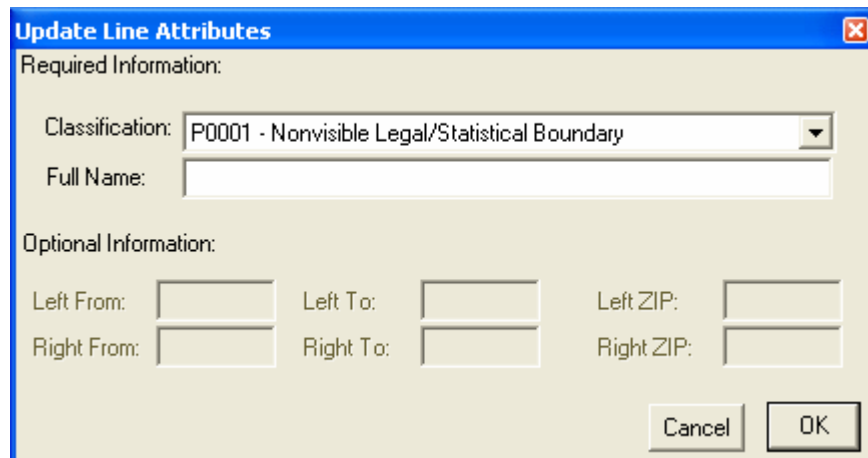 Update Line Attributes
Required Information:
Classification: P0001 - Nonvisible Legal/Statistical Boundary
Full Name:
Optional Information:
Left From: Left To: Left ZIP:
Right From: Right To: Right ZIP:
Cancel OK